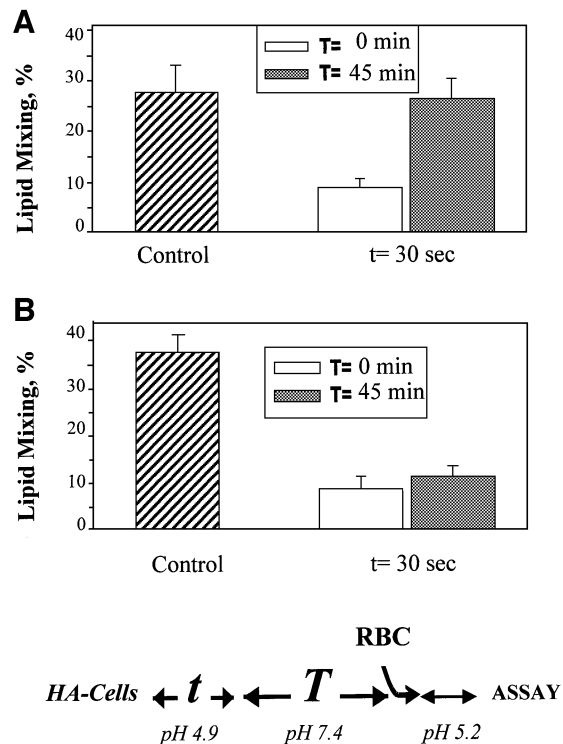 A
Lipid Mixing, %
40
30
20
10
0
T= 0 min
T= 45 min
Control
t= 30 sec
B
Lipid Mixing, %
40
30
20
10
0
T= 0 min
T= 45 min
Control
t= 30 sec
RBC
HA-Cells t T ASSAY
pH 4.9 pH 7.4 pH 5.2